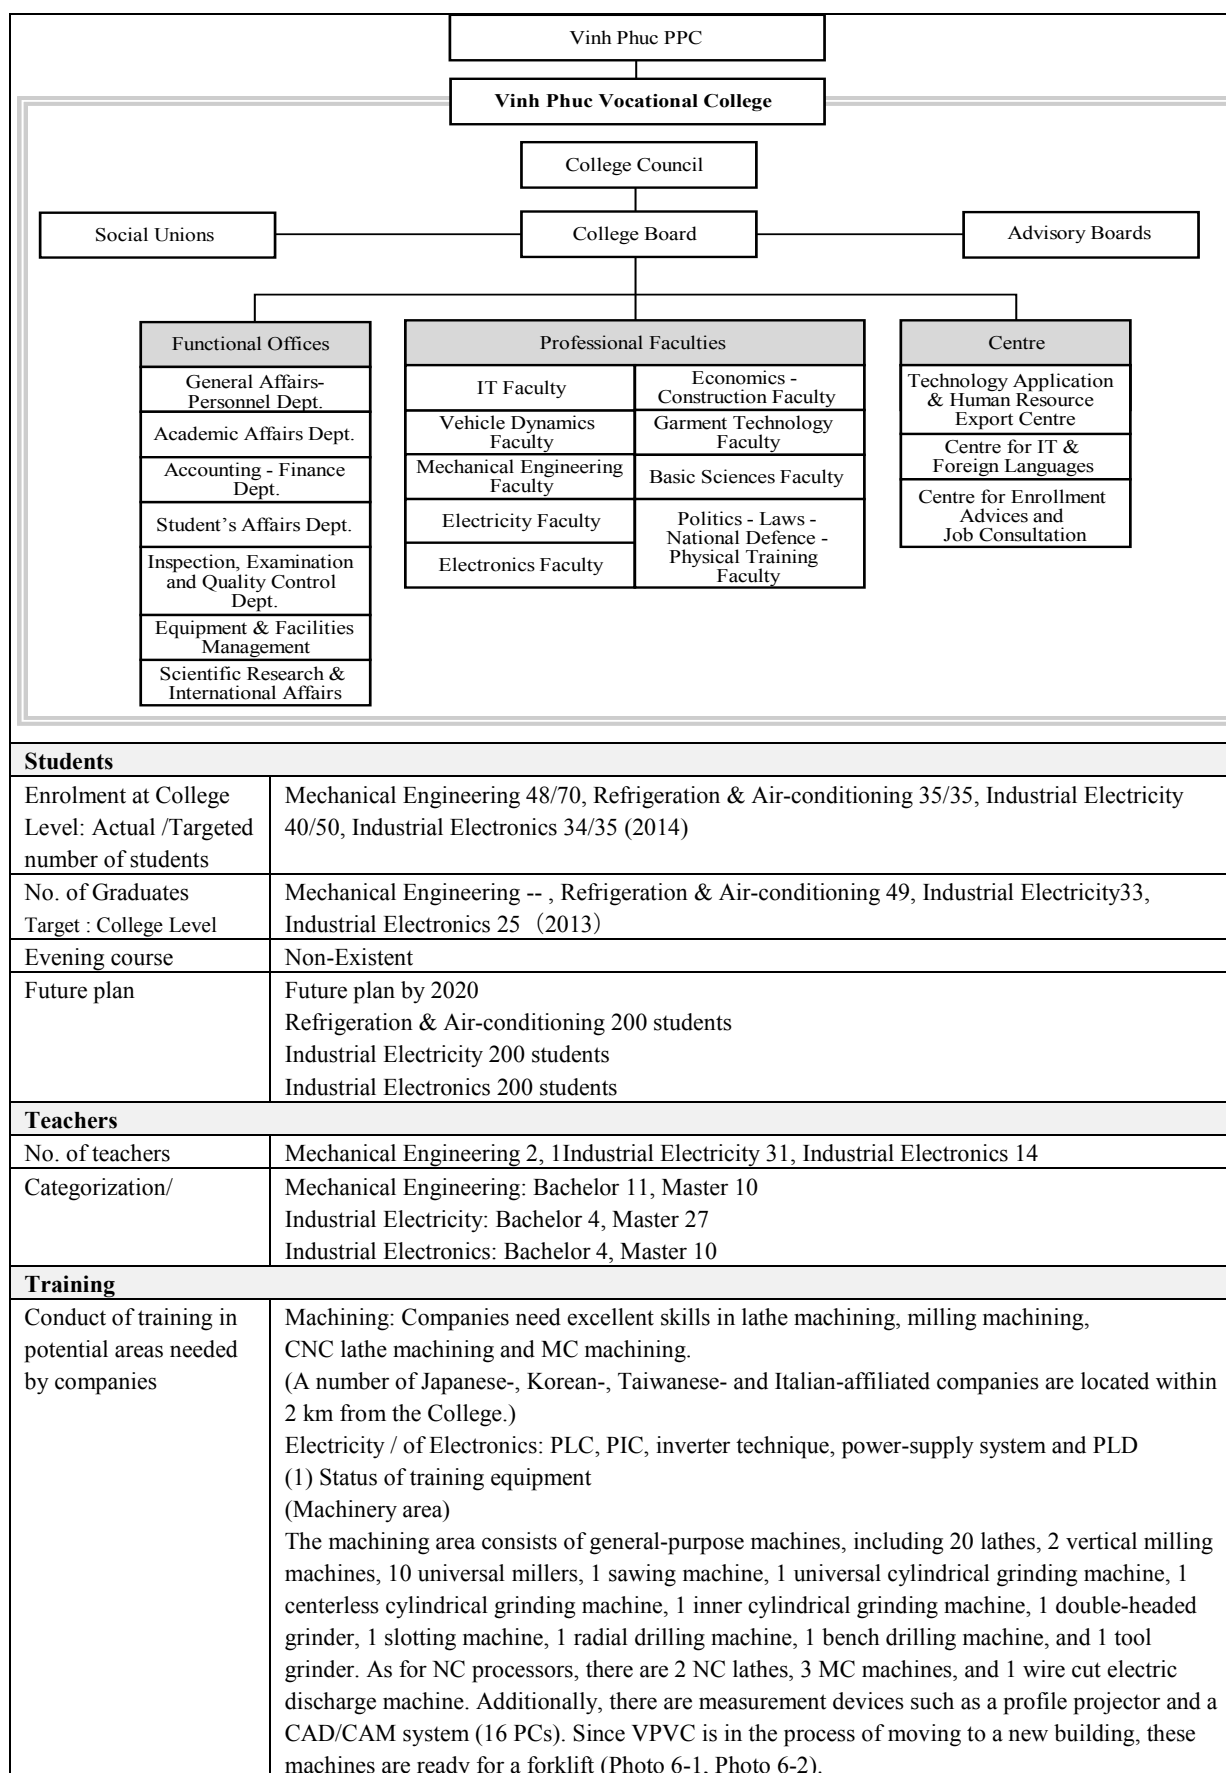 Vinh Phuc PPC
Vinh Phuc Vocational College
College Council
Social Unions
College Board
Advisory Boards
Functional Offices
General Affairs-
Personnel Dept.
Academic Affairs Dept.
Accounting - Finance
Dept.
Student’s Affairs Dept.
Inspection, Examination
and Quality Control
Dept.
Equipment & Facilities
Management
Scientific Research &
International Affairs
Professional Faculties
IT Faculty
Vehicle Dynamics
Faculty
Mechanical Engineering
Faculty
Electricity Faculty
Electronics Faculty
Economics -
Construction Faculty
Garment Technology
Faculty
Basic Sciences Faculty
Politics - Laws -
National Defence -
Physical Training
Faculty
Centre
Technology Application
& Human Resource
Export Centre
Centre for IT &
Foreign Languages
Centre for Enrollment
Advices and
Job Consultation
Students
Enrolment at College
Level: Actual /Targeted
number of students
Mechanical Engineering 48/70, Refrigeration & Air-conditioning 35/35, Industrial Electricity
40/50, Industrial Electronics 34/35 (2014)
No. of Graduates
Target : College Level
Mechanical Engineering -- , Refrigeration & Air-conditioning 49, Industrial Electricity33,
Industrial Electronics 25（2013）
Evening course
Non-Existent
Future plan
Future plan by 2020
Refrigeration & Air-conditioning 200 students
Industrial Electricity 200 students
Industrial Electronics 200 students
Teachers
No. of teachers
Mechanical Engineering 2, 1Industrial Electricity 31, Industrial Electronics 14
Categorization/
Mechanical Engineering: Bachelor 11, Master 10
Industrial Electricity: Bachelor 4, Master 27
Industrial Electronics: Bachelor 4, Master 10
Training
Conduct of training in
potential areas needed
by companies
Machining: Companies need excellent skills in lathe machining, milling machining,
CNC lathe machining and MC machining.
(A number of Japanese-, Korean-, Taiwanese- and Italian-affiliated companies are located within
2 km from the College.)
Electricity / of Electronics: PLC, PIC, inverter technique, power-supply system and PLD
(1) Status of training equipment
(Machinery area)
The machining area consists of general-purpose machines, including 20 lathes, 2 vertical milling
machines, 10 universal millers, 1 sawing machine, 1 universal cylindrical grinding machine, 1
centerless cylindrical grinding machine, 1 inner cylindrical grinding machine, 1 double-headed
grinder, 1 slotting machine, 1 radial drilling machine, 1 bench drilling machine, and 1 tool
grinder. As for NC processors, there are 2 NC lathes, 3 MC machines, and 1 wire cut electric
discharge machine. Additionally, there are measurement devices such as a profile projector and a
CAD/CAM system (16 PCs). Since VPVC is in the process of moving to a new building, these
machines are ready for a forklift (Photo 6-1, Photo 6-2).